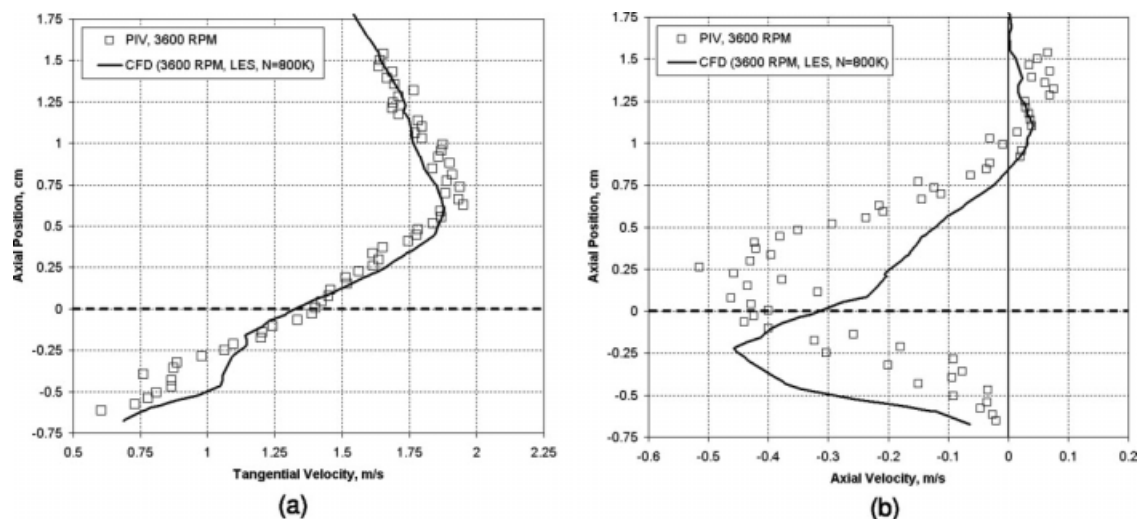 1.75
1.5
1.25
1
0.75
0.5
0.25
0
-0.25
-0.5
-0.75
Axial Position, cm
PIV, 3600 RPM
CFD (3600 RPM, LES, N=800K)
0.5 0.75 1 1.25 1.5 1.75 2 2.25
Tangential Velocity, m/s
(a)
1.75
1.5
1.25
1
0.75
0.5
0.25
0
-0.25
-0.5
-0.75
Axial Position, cm
PIV, 3600 RPM
CFD (3600 RPM, LES, N=800K)
-0.6 -0.5 -0.4 -0.3 -0.2 -0.1 0 0.1 0.2
Axial Velocity, m/s
(b)